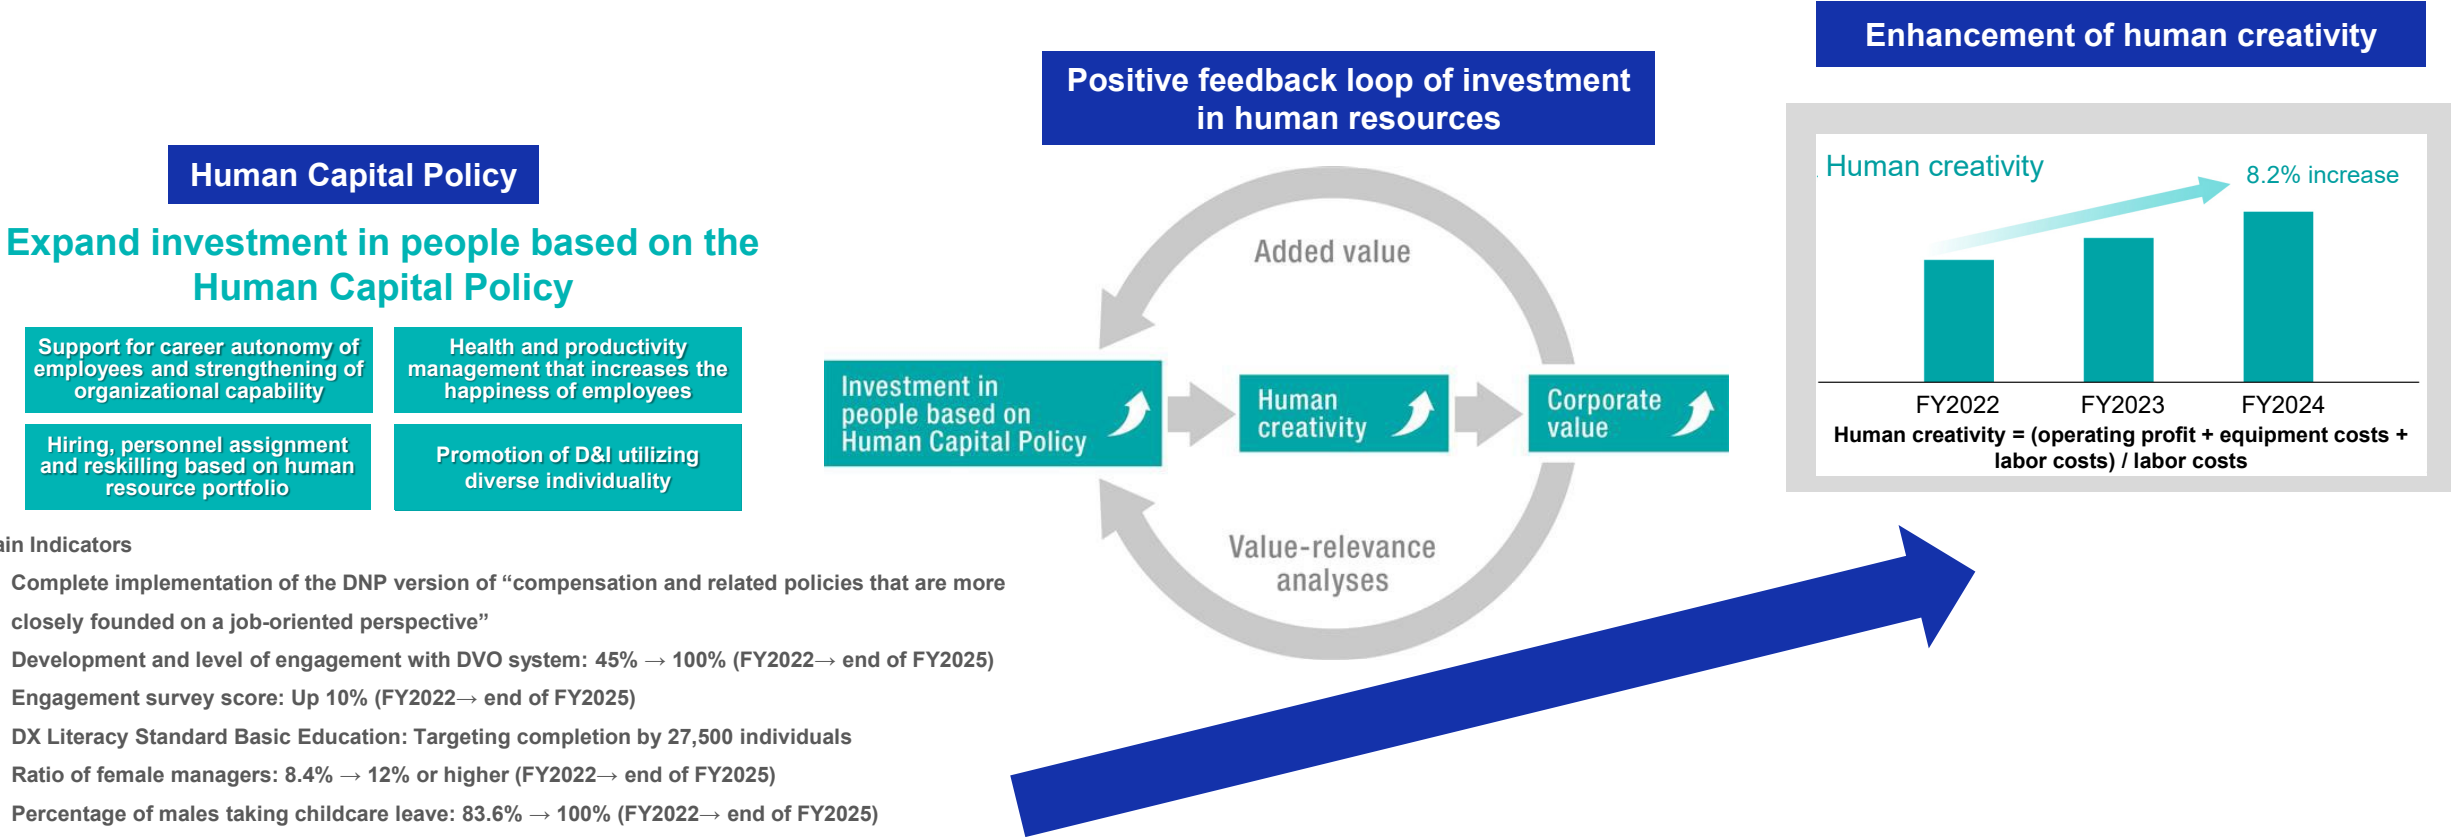 Human Capital Policy
Expand investment in people based on the
Human Capital Policy
Support for career autonomy of
employees and strengthening of
organizational capability
Health and productivity
management that increases the
happiness of employees
Hiring, personnel assignment
and reskilling based on human
resource portfolio
Promotion of D&I utilizing
diverse individuality
ain Indicators
Complete implementation of the DNP version of “compensation and related policies that are more
closely founded on a job-oriented perspective”
Development and level of engagement with DVO system: 45% → 100% (FY2022→ end of FY2025)
Engagement survey score: Up 10% (FY2022→ end of FY2025)
DX Literacy Standard Basic Education: Targeting completion by 27,500 individuals
Ratio of female managers: 8.4% → 12% or higher (FY2022→ end of FY2025)
Percentage of males taking childcare leave: 83.6% → 100% (FY2022→ end of FY2025)
Positive feedback loop of investment
in human resources
Added value
Investment in
people based on
Human Capital Policy
Human
creativity
Corporate
value
Value-relevance
analyses
Enhancement of human creativity
Human creativity
8.2% increase
FY2022 FY2023 FY2024
Human creativity = (operating profit + equipment costs +
labor costs) / labor costs